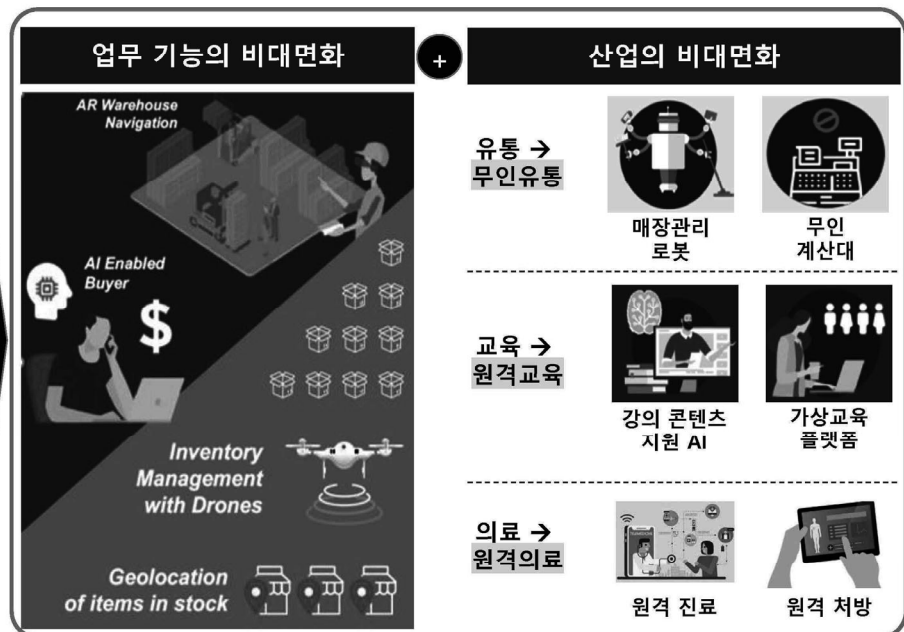 업무 기능의 비대면화
+
산업의 비대면화
AR Warehouse
Navigation
AI Enabled
Buyer
$
Inventory
Management
with Drones
Geolocation
of items in stock
유통 →
무인유통
매장관리
로봇
무인
계산대
교육 →
원격교육
강의 콘텐츠
지원 AI
가상교육
플랫폼
의료 →
원격의료
원격 진료
원격 처방